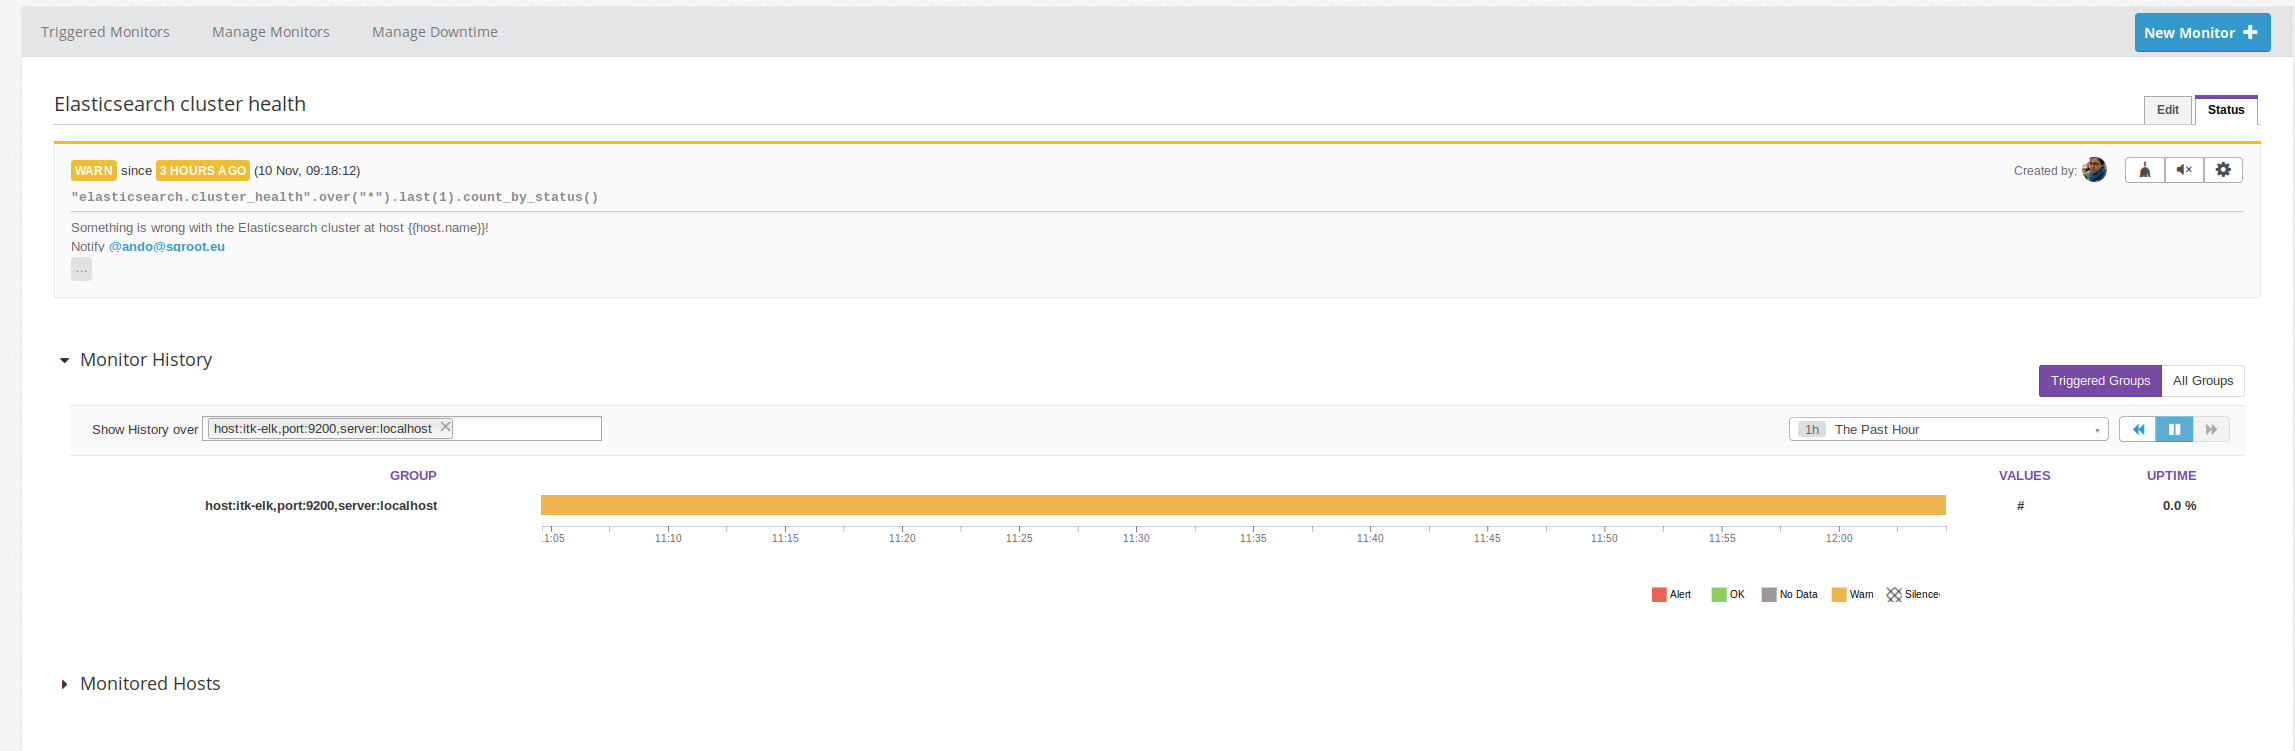 Triggered Monitors Manage Monitors Manage Downtime New Monitor
Elasticsearch cluster health
Edit Status
WARN since 3 HOURS AGO (10 Nov, 09:18:12) Created by:
"elasticsearch.cluster_health".over("*").last(1).count_by_status()
Something is wrong with the Elasticsearch cluster at host {{host.name}}!
Notify @ando@sqroot.eu
...
Monitor History
Triggered Groups All Groups
Show History over host:itk-elk,port:9200,server:localhost 1h The Past Hour
GROUP VALUES UPTIME
host:itk-elk,port:9200,server:localhost # 0.0 %
.1:05 11:10 11:15 11:20 11:25 11:30 11:35 11:40 11:45 11:50 11:55 12:00
Alert OK No Data Warn Silenced
Monitored Hosts